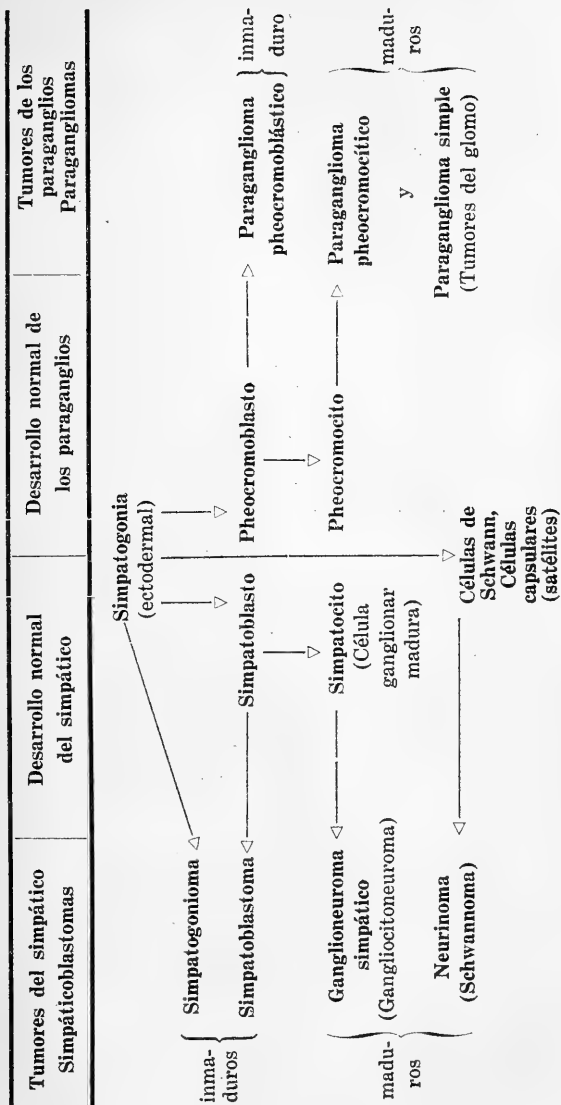 Tumores del simpático
Simpáticoblastomas
Desarrollo normal
del simpático
Desarrollo normal de
los paraganglios
Tumores de los
paraganglios
Paragangliomas
Simpatogonia
(ectodermal)
inma-
duros
Simpatogonioma
Simpatoblastoma
Simpatoblasto
Pheocromoblasto
Paraganglioma
pheocromoblástico
inma-
duro
madu-
ros
Ganglioneuroma
simpático
(Gangliocitoneuroma)
Simpatocito
(Célula
ganglionar
madura)
Pheocromocito
Paraganglioma
pheocromocítico
y
Paraganglioma simple
(Tumores del glomo)
madu-
ros
Neurinoma
(Schwannoma)
Células de
Schwann,
Células
capsulares
(satélites)